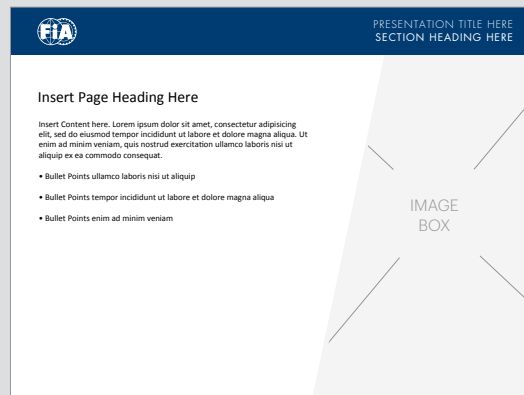 FiA
PRESENTATION TITLE HERE
SECTION HEADING HERE
Insert Page Heading Here
Insert Content here. Lorem ipsum dolor sit amet, consectetur adipisicing
elit, sed do eiusmod tempor incididunt ut labore et dolore magna aliqua. Ut
enim ad minim veniam, quis nostrud exercitation ullamco laboris nisi ut
aliquip ex ea commodo consequat.
• Bullet Points ullamco laboris nisi ut aliquip
• Bullet Points tempor incididunt ut labore et dolore magna aliqua
• Bullet Points enim ad minim veniam
IMAGE
BOX